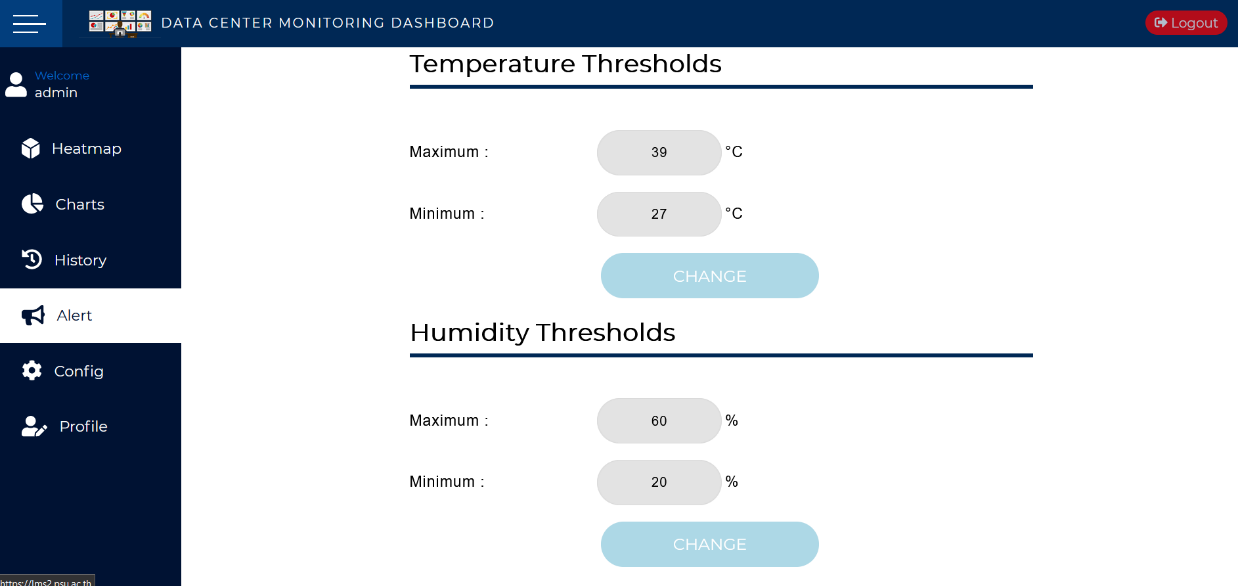 DATA CENTER MONITORING DASHBOARD
Logout
Welcome
admin
Heatmap
Charts
History
Alert
Config
Profile
Temperature Thresholds
Maximum : 39 °C
Minimum : 27 °C
CHANGE
Humidity Thresholds
Maximum : 60 %
Minimum : 20 %
CHANGE
https://lms2.psu.ac.th